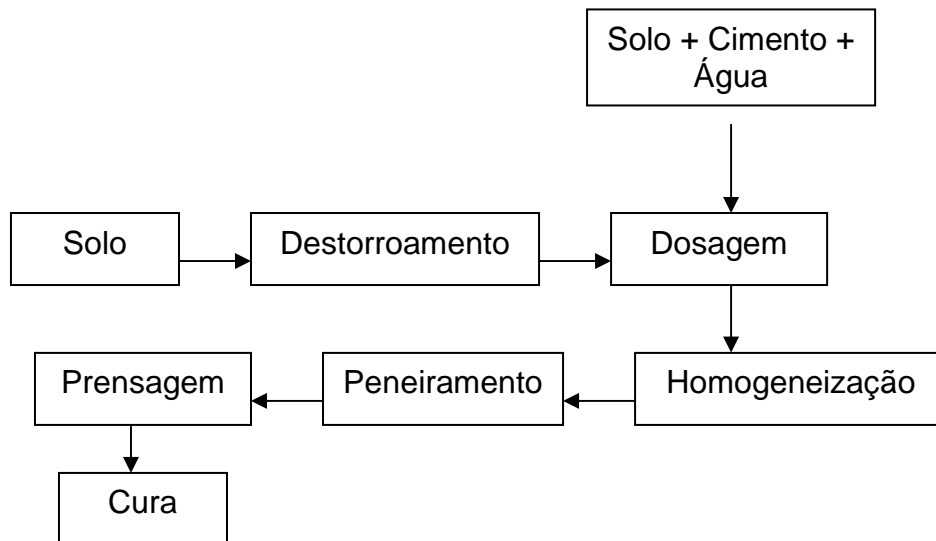 Solo + Cimento +
Água
Solo
Destorroamento
Dosagem
Prensagem
Peneiramento
Homogeneização
Cura